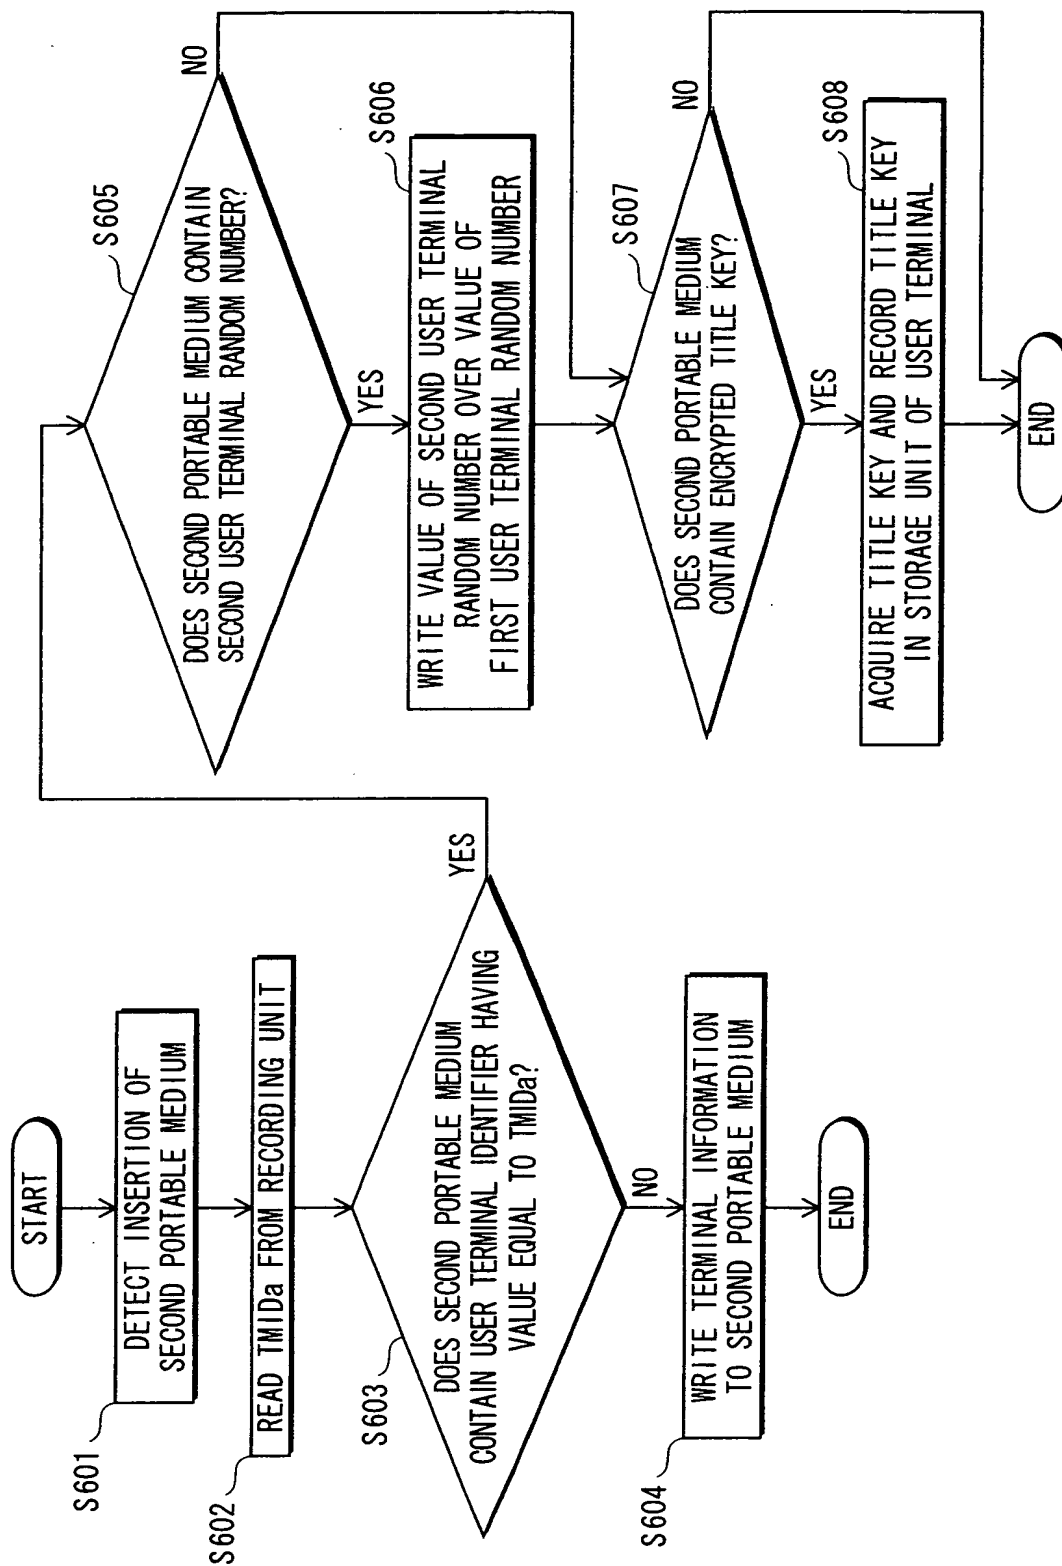 START
S601
DETECT INSERTION OF
SECOND PORTABLE MEDIUM
S602
READ TMIDa FROM RECORDING UNIT
S603
DOES SECOND PORTABLE MEDIUM
CONTAIN USER TERMINAL IDENTIFIER HAVING
VALUE EQUAL TO TMIDa?
YES
NO
S604
WRITE TERMINAL INFORMATION
TO SECOND PORTABLE MEDIUM
END
S605
DOES SECOND PORTABLE MEDIUM CONTAIN
SECOND USER TERMINAL RANDOM NUMBER?
NO
YES
S606
WRITE VALUE OF SECOND USER TERMINAL
RANDOM NUMBER OVER VALUE OF
FIRST USER TERMINAL RANDOM NUMBER
S607
DOES SECOND PORTABLE MEDIUM
CONTAIN ENCRYPTED TITLE KEY?
NO
YES
S608
ACQUIRE TITLE KEY AND RECORD TITLE KEY
IN STORAGE UNIT OF USER TERMINAL
END